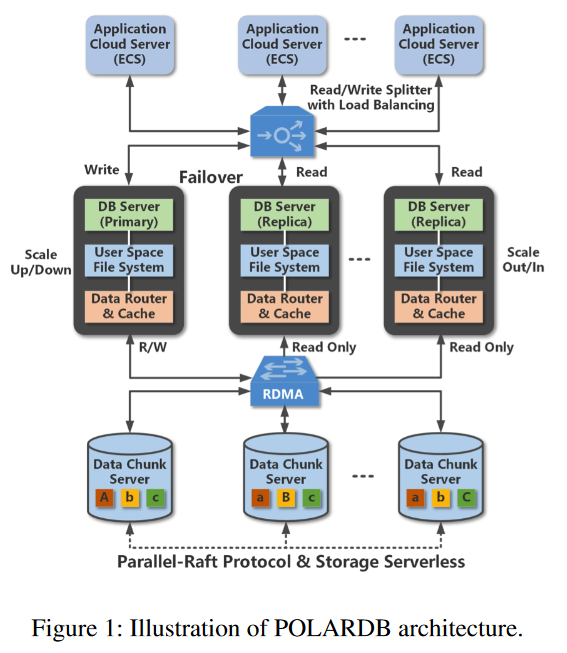 Application
Cloud Server
(ECS)
Application
Cloud Server
(ECS)
Application
Cloud Server
(ECS)
Read/Write Splitter
with Load Balancing
Write
Failover
Read
Read
DB Server
(Primary)
DB Server
(Replica)
DB Server
(Replica)
Scale
Up/Down
User Space
File System
User Space
File System
User Space
File System
Scale
Out/In
Data Router
& Cache
Data Router
& Cache
Data Router
& Cache
R/W
Read Only
Read Only
RDMA
Data Chunk
Server
A b c
Data Chunk
Server
a B c
Data Chunk
Server
a b C
Parallel-Raft Protocol & Storage Serverless
Figure 1: Illustration of POLARDB architecture.